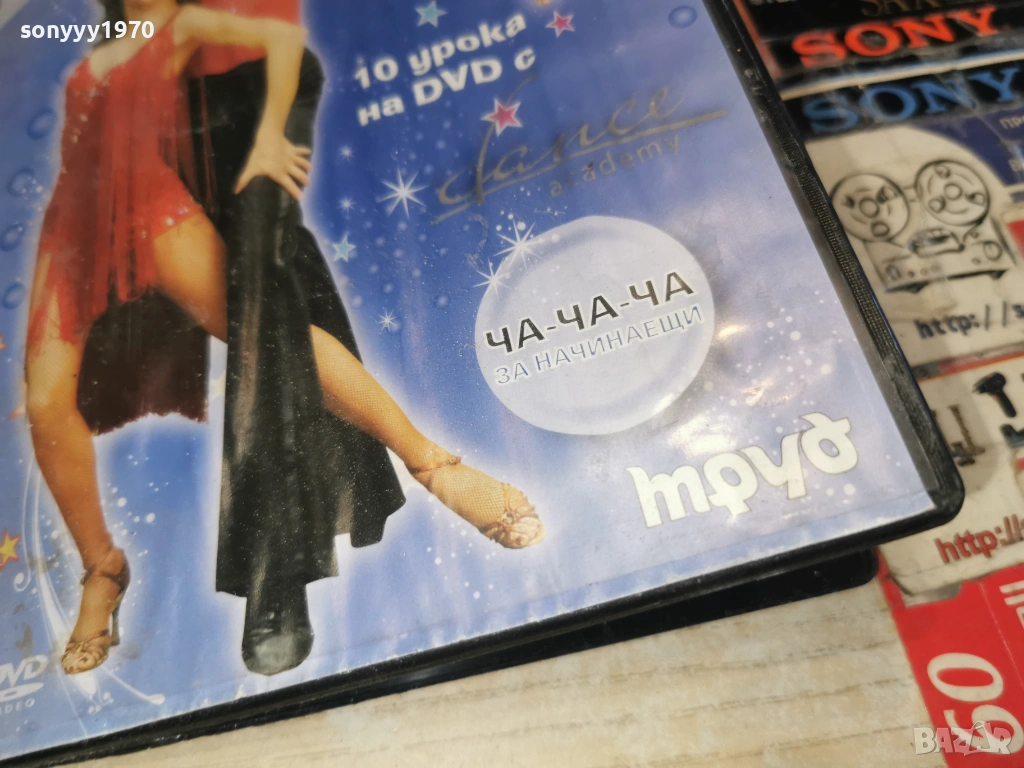 sonyyy1970
10 урока
на DVD с
dance
academy
ЧА-ЧА-ЧА
ЗА НАЧИНАЕЩИ
труд
DVD
VIDEO
SONY
SONY
http://
http://
60
BAZAR